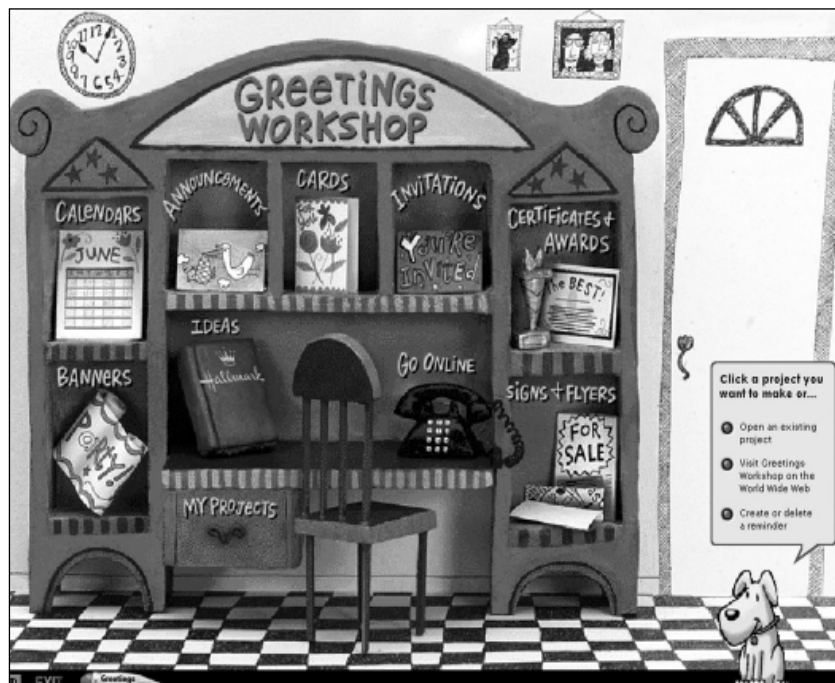 GREETINGS
WORKSHOP
CALENDARS
ANNOUNCEMENTS
CARDS
INVITATIONS
CERTIFICATES +
AWARDS
JUNE
You're
Invited
The BEST!
IDEAS
Hallmark
GO ONLINE
BANNERS
Party!
SIGNS + FLYERS
FOR
SALE
MY PROJECTS
Click a project you
want to make or...
Open an existing
project
Visit Greetings
Workshop on the
World Wide Web
Create or delete
a reminder
EXIT
Greetings